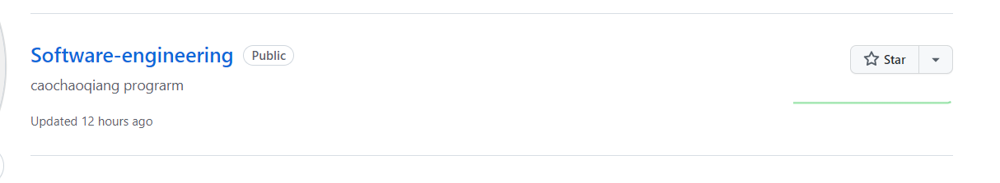 Software-engineering Public
Star
caochaoqiang prograrm
Updated 12 hours ago